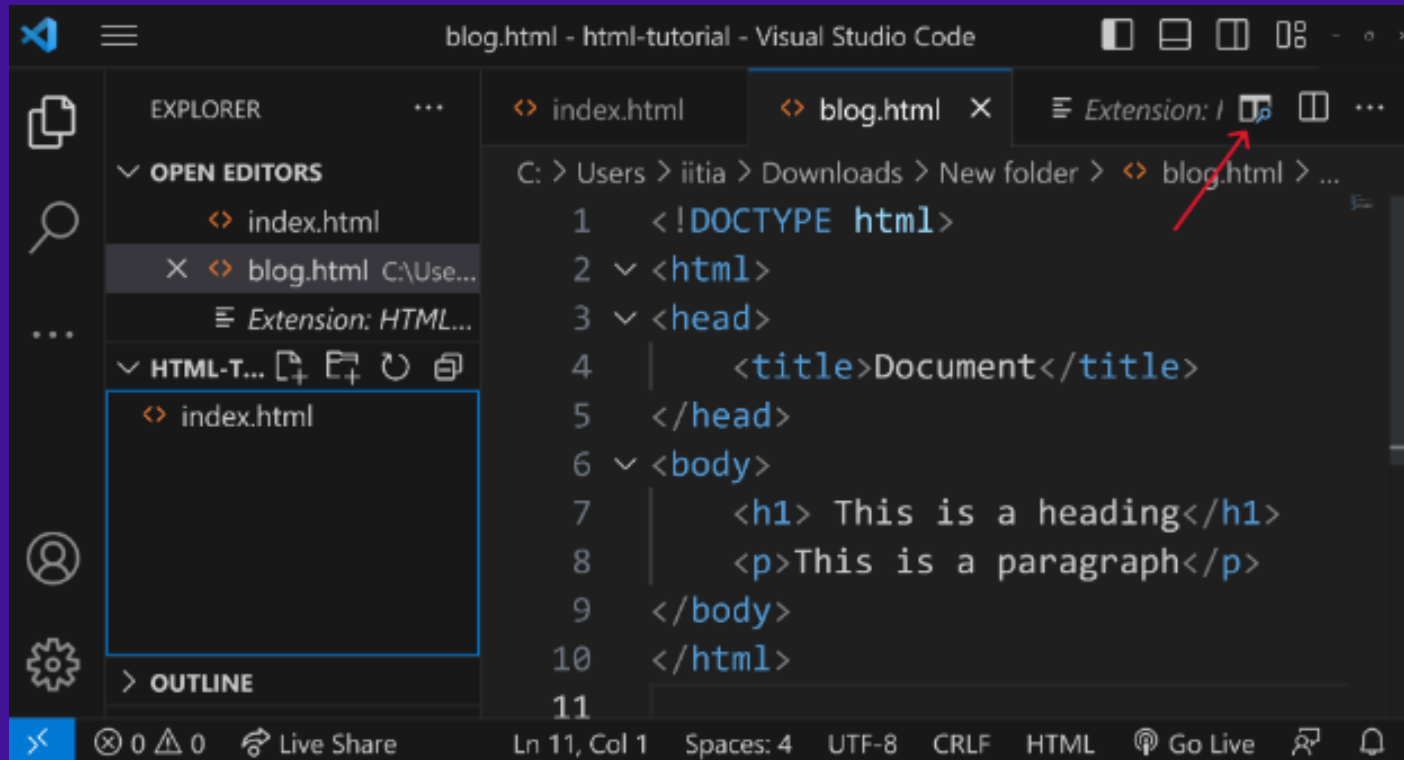 blog.html - html-tutorial - Visual Studio Code
EXPLORER
OPEN EDITORS
index.html
blog.html C:\Use...
Extension: HTML...
HTML-T...
index.html
OUTLINE
index.html
blog.html
Extension:
C: > Users > iitia > Downloads > New folder > blog.html > ...
1 <!DOCTYPE html>
2 <html>
3 <head>
4 <title>Document</title>
5 </head>
6 <body>
7 <h1> This is a heading</h1>
8 <p>This is a paragraph</p>
9 </body>
10 </html>
11
0 0 Live Share Ln 11, Col 1 Spaces: 4 UTF-8 CRLF HTML Go Live